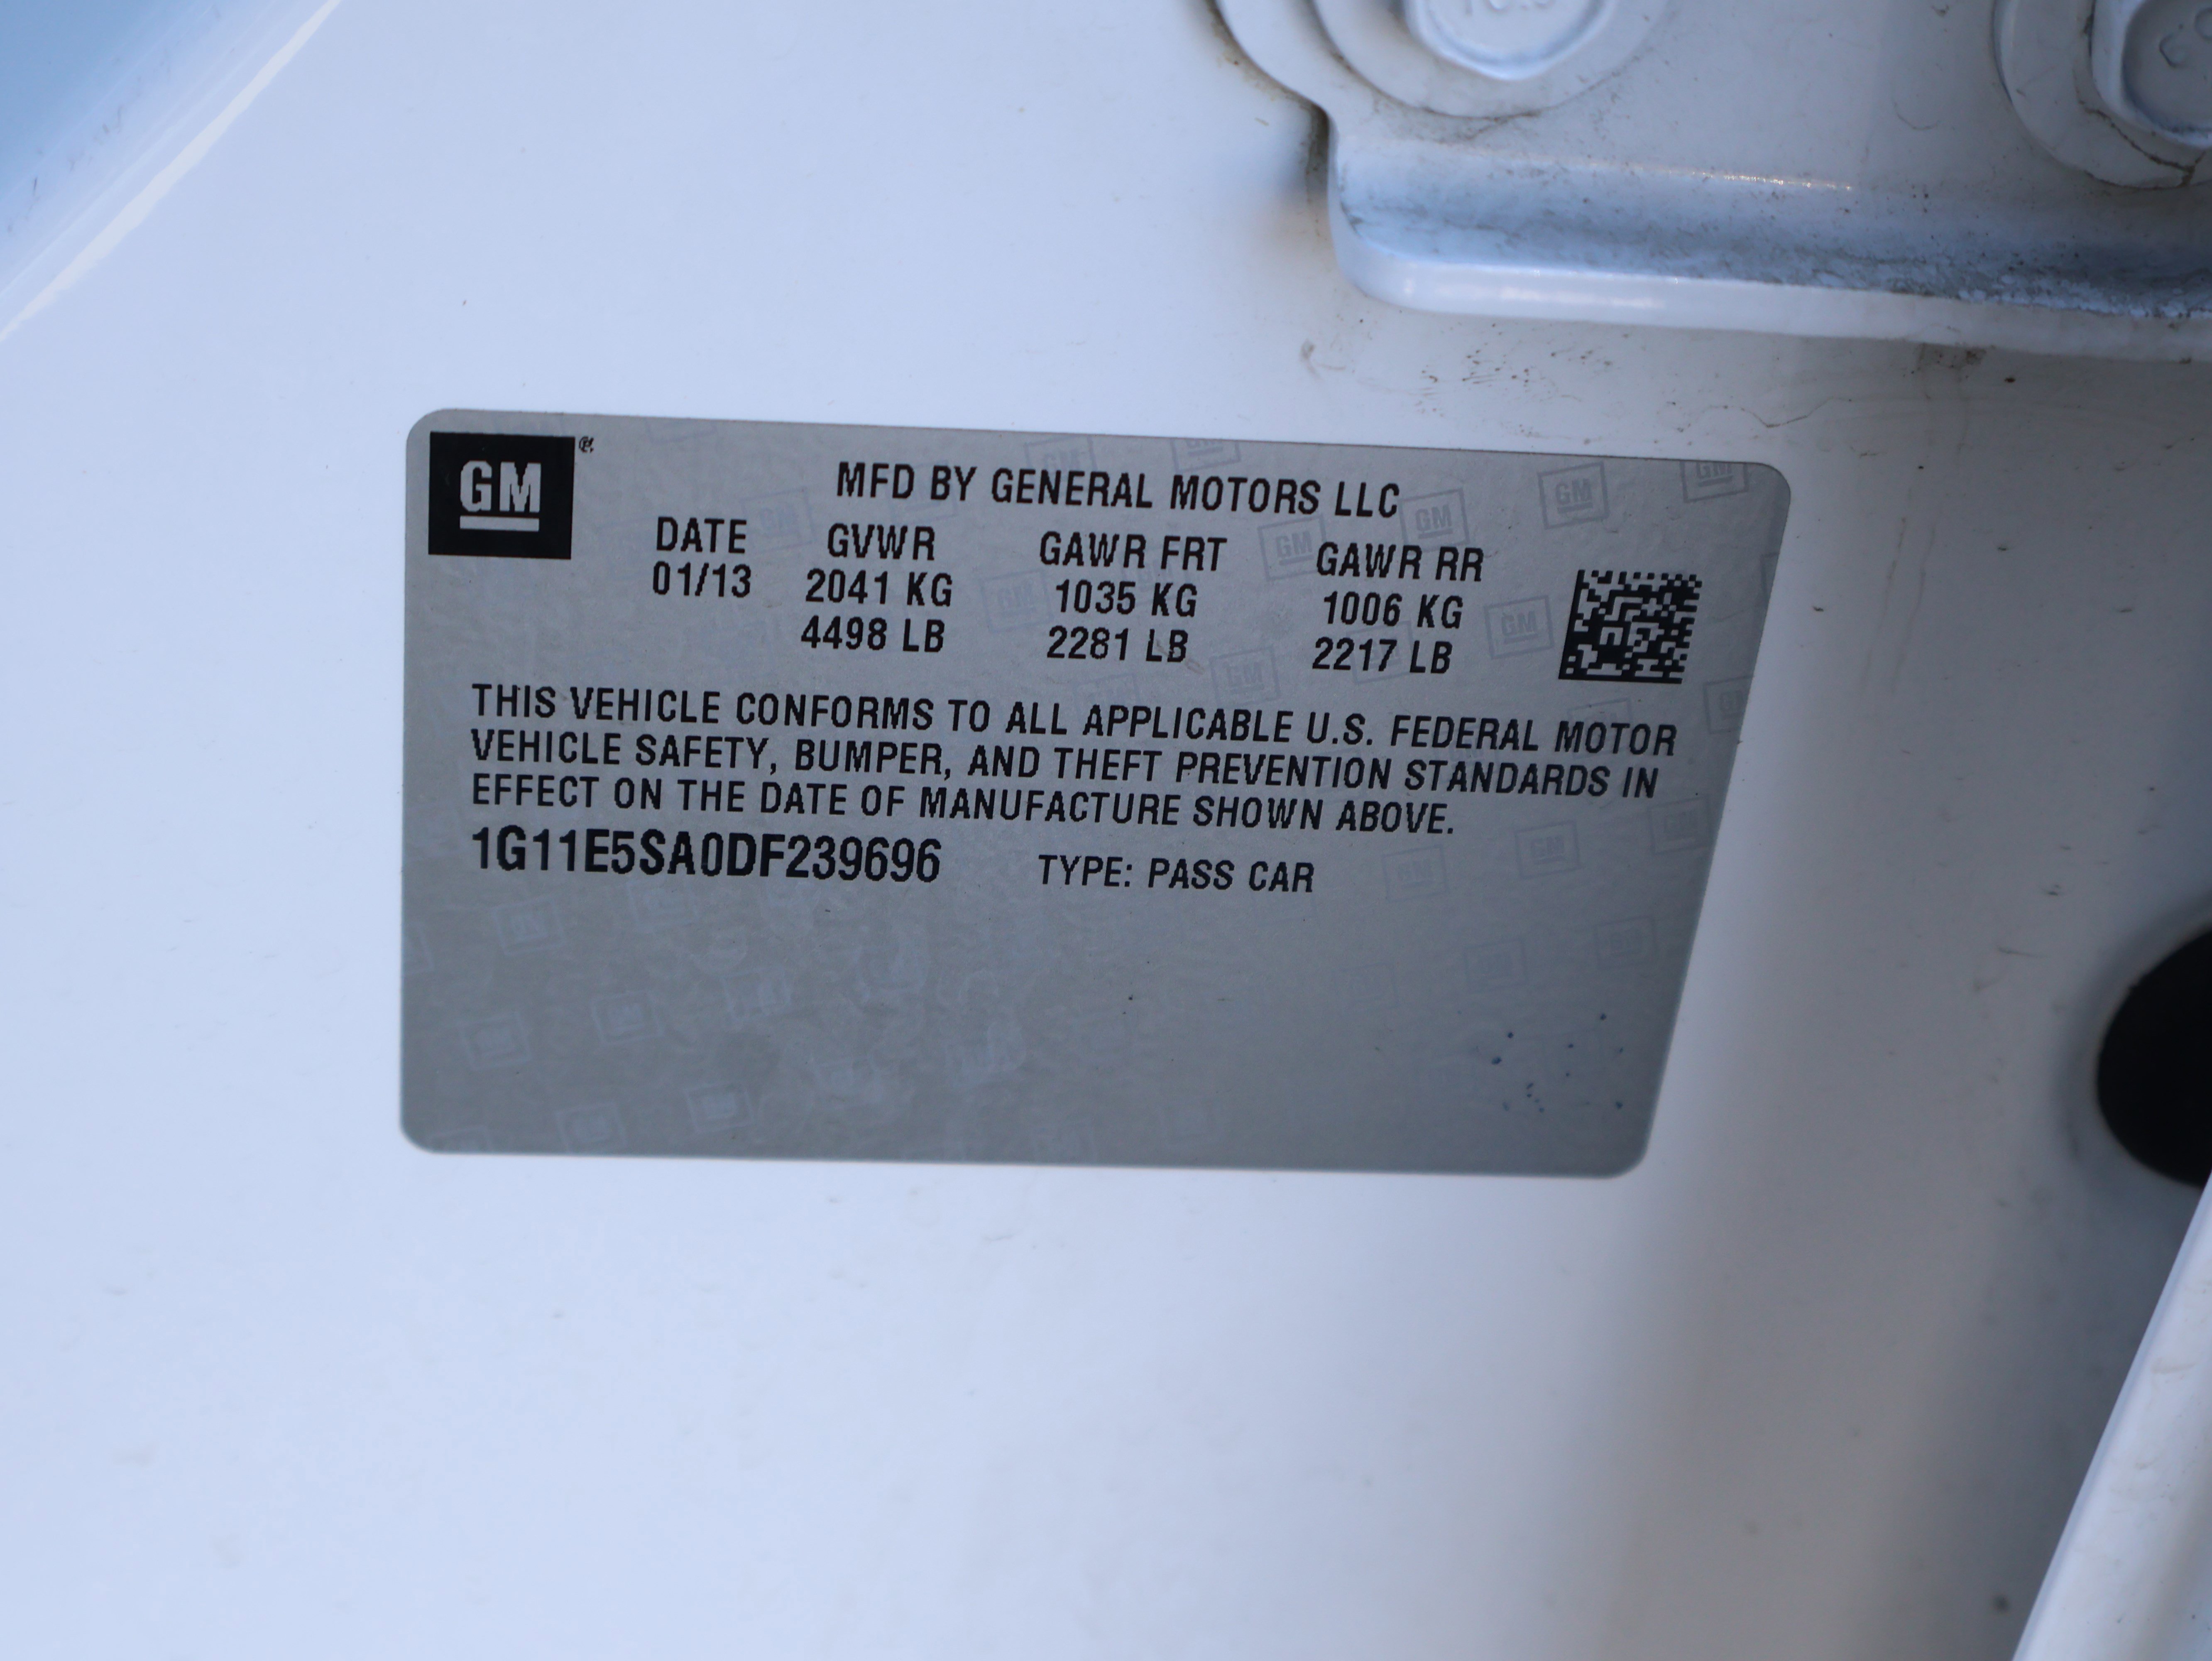 GM
MFD BY GENERAL MOTORS LLC
DATE GVWR GAWR FRT GAWR RR
01/13 2041 KG 1035 KG 1006 KG
4498 LB 2281 LB 2217 LB
THIS VEHICLE CONFORMS TO ALL APPLICABLE U.S. FEDERAL MOTOR
VEHICLE SAFETY, BUMPER, AND THEFT PREVENTION STANDARDS IN
EFFECT ON THE DATE OF MANUFACTURE SHOWN ABOVE.
1G11E5SA0DF239696 TYPE: PASS CAR